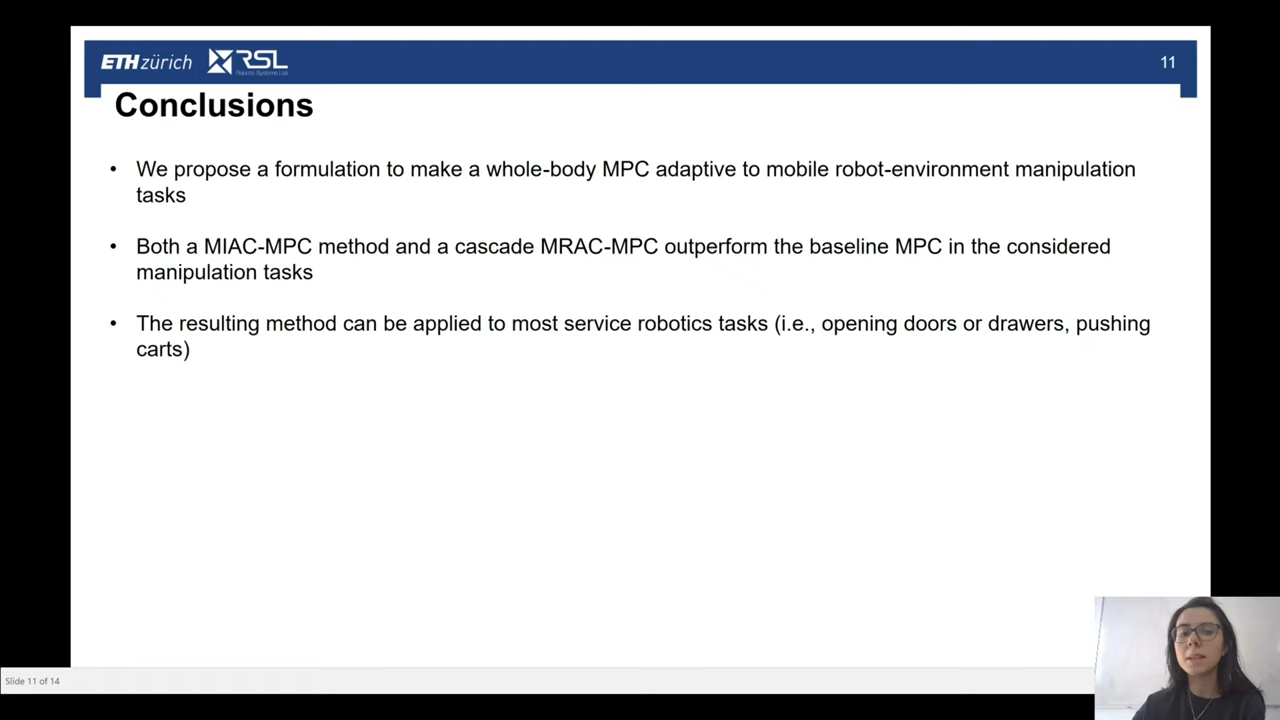 ETH zürich RSL
Robotic Systems Lab
11
Conclusions
• We propose a formulation to make a whole-body MPC adaptive to mobile robot-environment manipulation
tasks
• Both a MIAC-MPC method and a cascade MRAC-MPC outperform the baseline MPC in the considered
manipulation tasks
• The resulting method can be applied to most service robotics tasks (i.e., opening doors or drawers, pushing
carts)
Slide 11 of 14